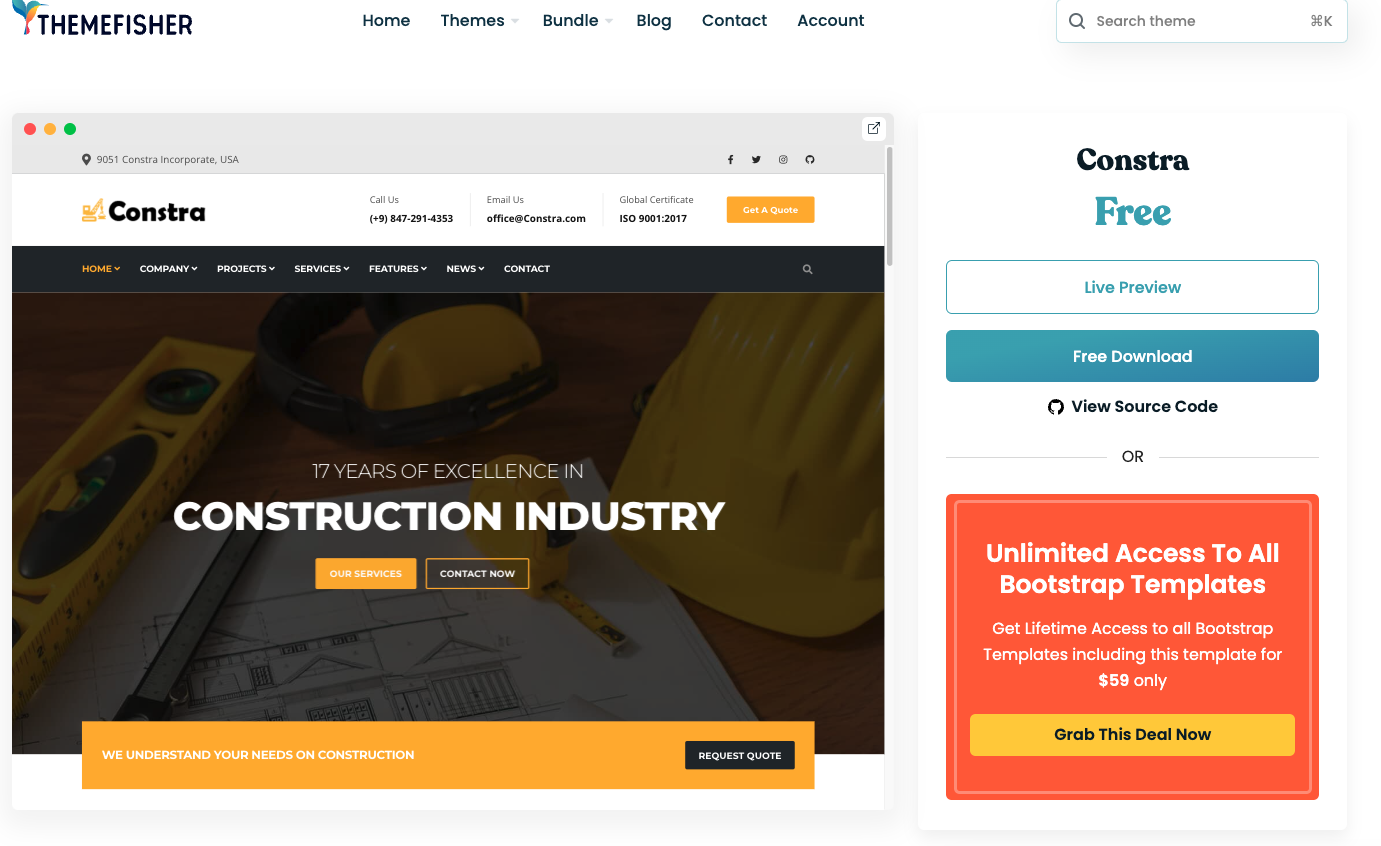 THEMEFISHER
Home Themes Bundle Blog Contact Account
Search theme ⌘K
9051 Constra Incorporate, USA
Constra
Call Us
(+9) 847-291-4353
Email Us
office@Constra.com
Global Certificate
ISO 9001:2017
Get A Quote
HOME COMPANY PROJECTS SERVICES FEATURES NEWS CONTACT
17 YEARS OF EXCELLENCE IN
CONSTRUCTION INDUSTRY
OUR SERVICES CONTACT NOW
WE UNDERSTAND YOUR NEEDS ON CONSTRUCTION
REQUEST QUOTE
Constra
Free
Live Preview
Free Download
View Source Code
OR
Unlimited Access To All
Bootstrap Templates
Get Lifetime Access to all Bootstrap
Templates including this template for
$59 only
Grab This Deal Now